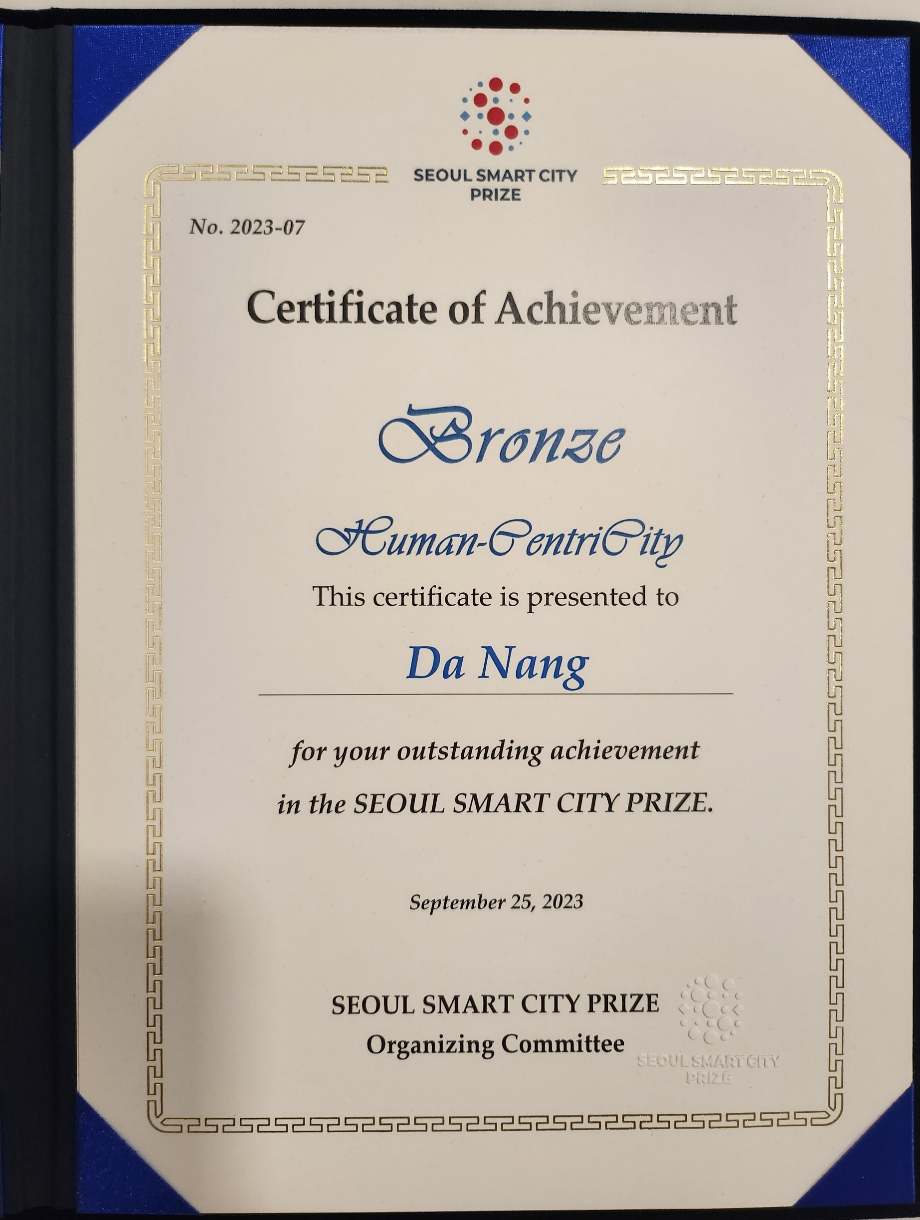 SEOUL SMART CITY
PRIZE
No. 2023-07
Certificate of Achievement
Bronze
Human-CentriCity
This certificate is presented to
Da Nang
for your outstanding achievement
in the SEOUL SMART CITY PRIZE.
September 25, 2023
SEOUL SMART CITY PRIZE
Organizing Committee
SEOUL SMART CITY
PRIZE